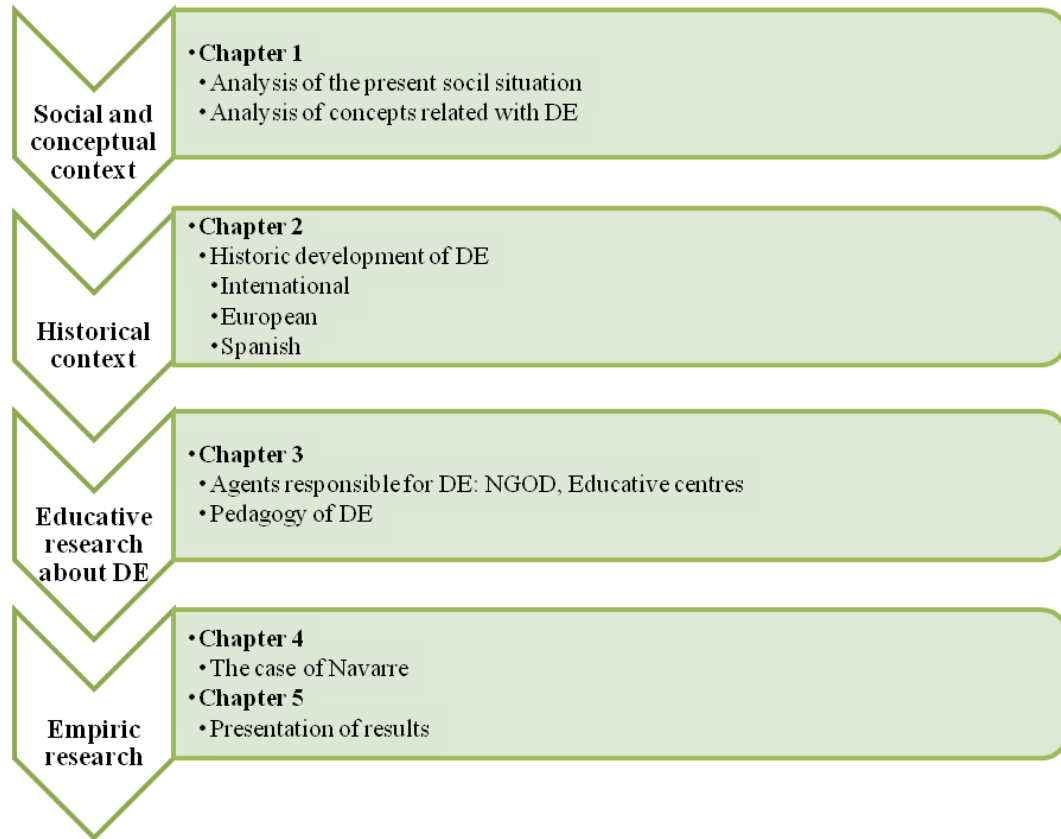 Social and
conceptual
context
•Chapter 1
•Analysis of the present socil situation
•Analysis of concepts related with DE
Historical
context
•Chapter 2
•Historic development of DE
•International
•European
•Spanish
Educative
research
about DE
•Chapter 3
•Agents responsible for DE: NGOD, Educative centres
•Pedagogy of DE
Empiric
research
•Chapter 4
•The case of Navarre
•Chapter 5
•Presentation of results